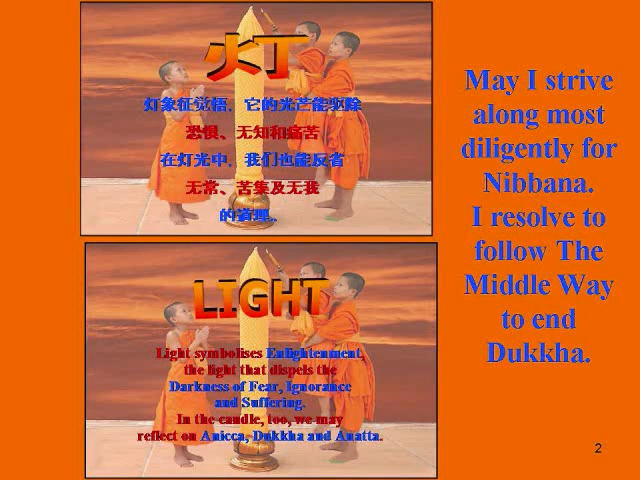 火丁
灯象征觉悟，它的光芒能驱除
恐惧、无知和痛苦
在灯光中，我们也能反省
无常、苦集及无我
的道理。
LIGHT
Light symbolises Enlightenment,
the light that dispels the
Darkness of Fear, Ignorance
and Suffering.
In the candle, too, we may
reflect on Anicca, Dukkha and Anatta.
May I strive
along most
diligently for
Nibbana.
I resolve to
follow The
Middle Way
to end
Dukkha.
2